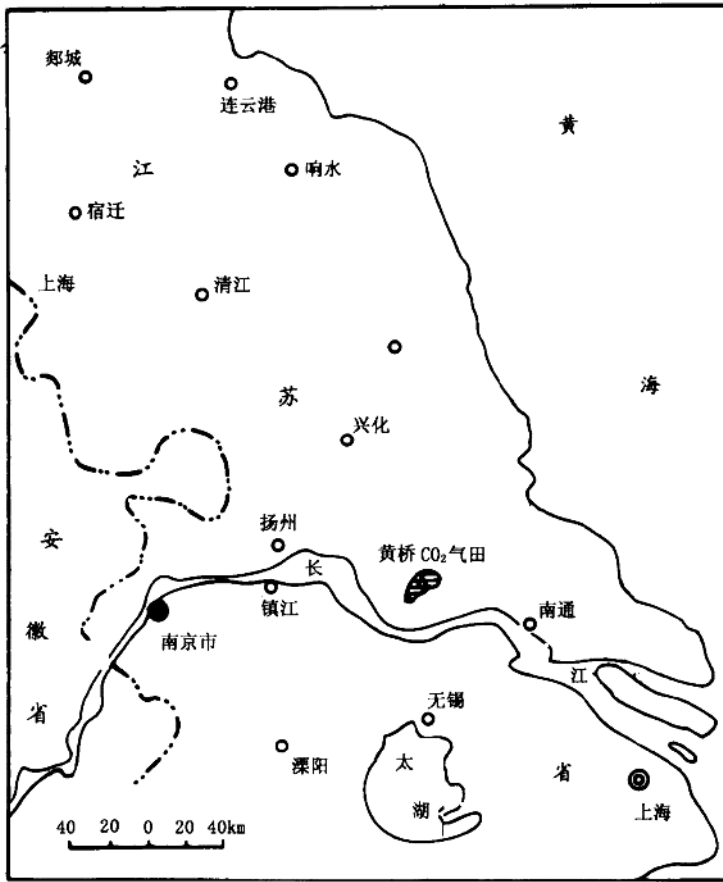 郯城
连云港
黄
江
响水
宿迁
上海
清江
海
苏
兴化
安
扬州
黄桥CO₂气田
长
镇江
南通
徽
南京市
江
省
无锡
溧阳
太
省
湖
上海
40 20 0 20 40km